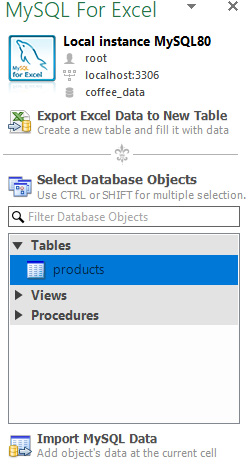 MySQL For Excel
Local instance MySQL80
root
localhost:3306
coffee_data
MySQL
for Excel
Export Excel Data to New Table
Create a new table and fill it with data
Select Database Objects
Use CTRL or SHIFT for multiple selection.
Filter Database Objects
Tables
products
Views
Procedures
Import MySQL Data
Add object's data at the current cell